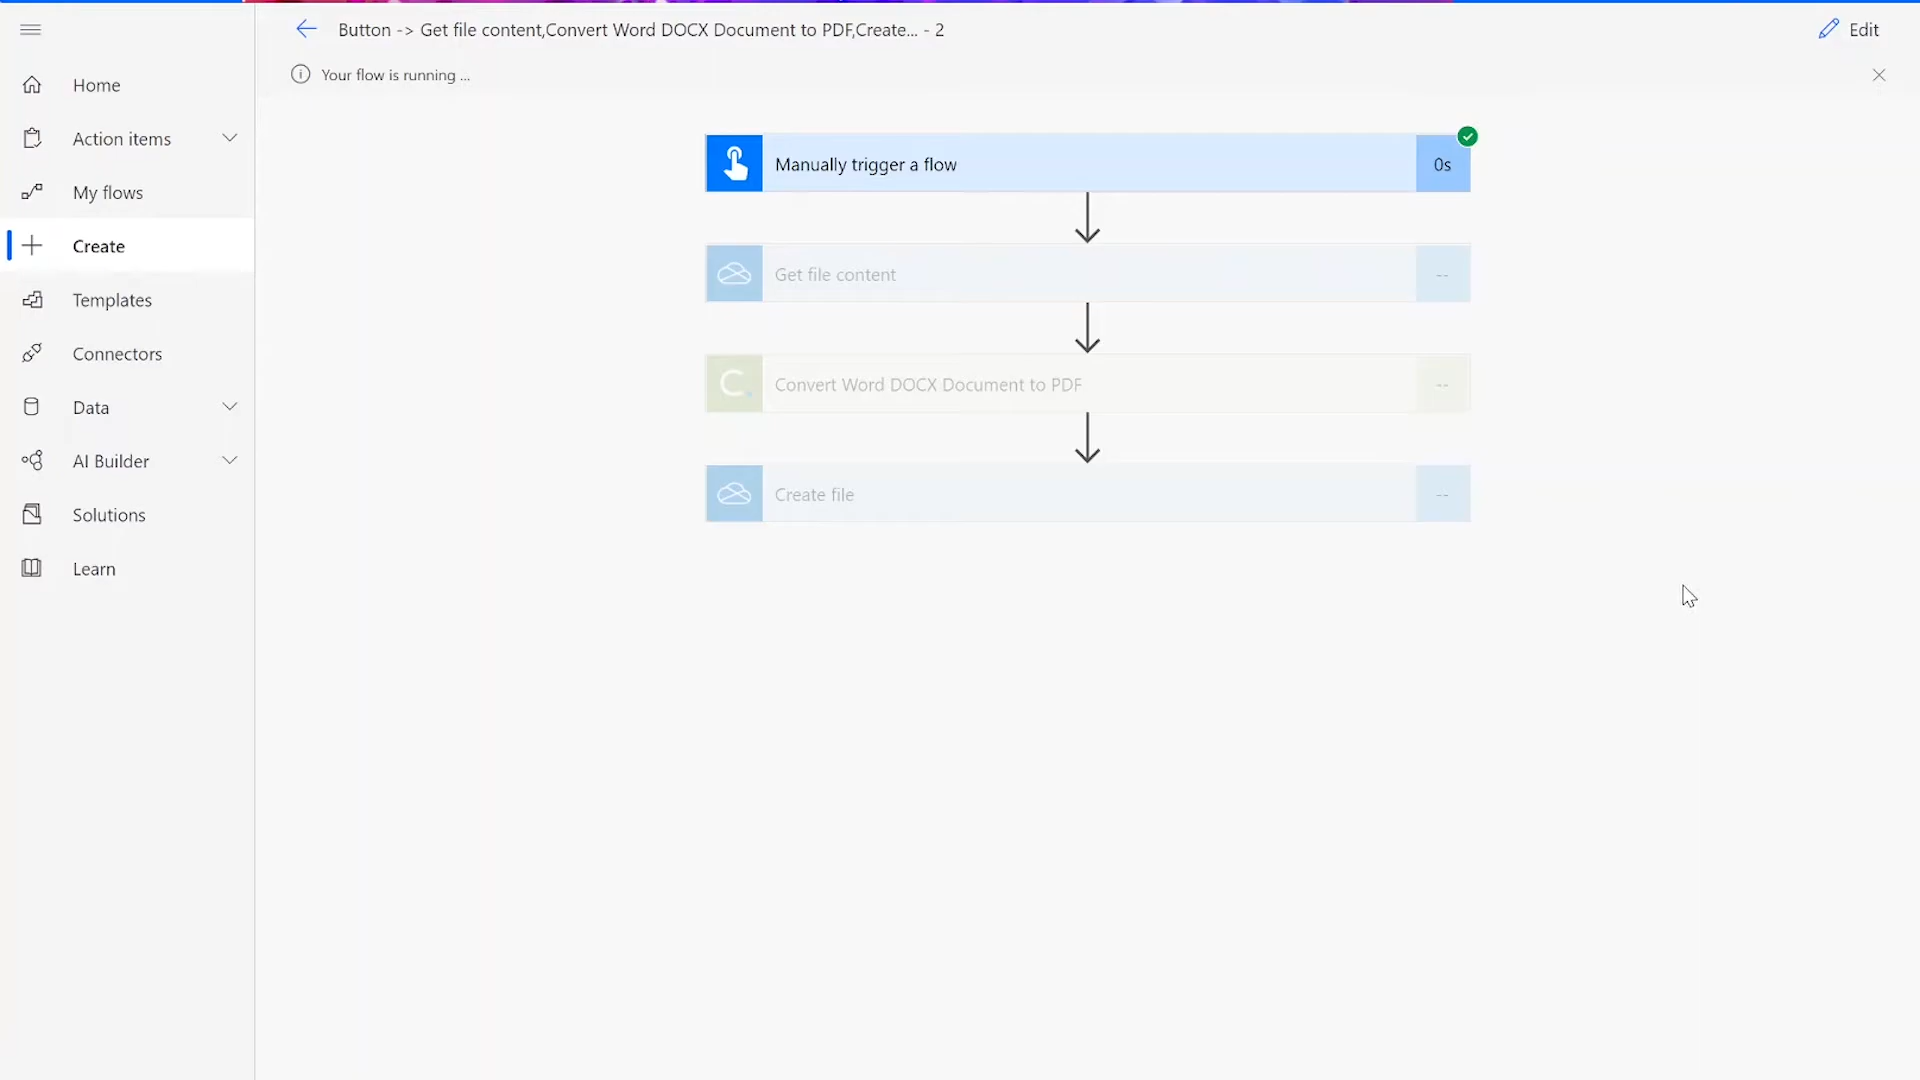 Button -> Get file content,Convert Word DOCX Document to PDF,Create... - 2
Edit
Your flow is running ...
Home
Action items
My flows
Create
Templates
Connectors
Data
AI Builder
Solutions
Learn
Manually trigger a flow
0s
Get file content
--
Convert Word DOCX Document to PDF
--
Create file
--